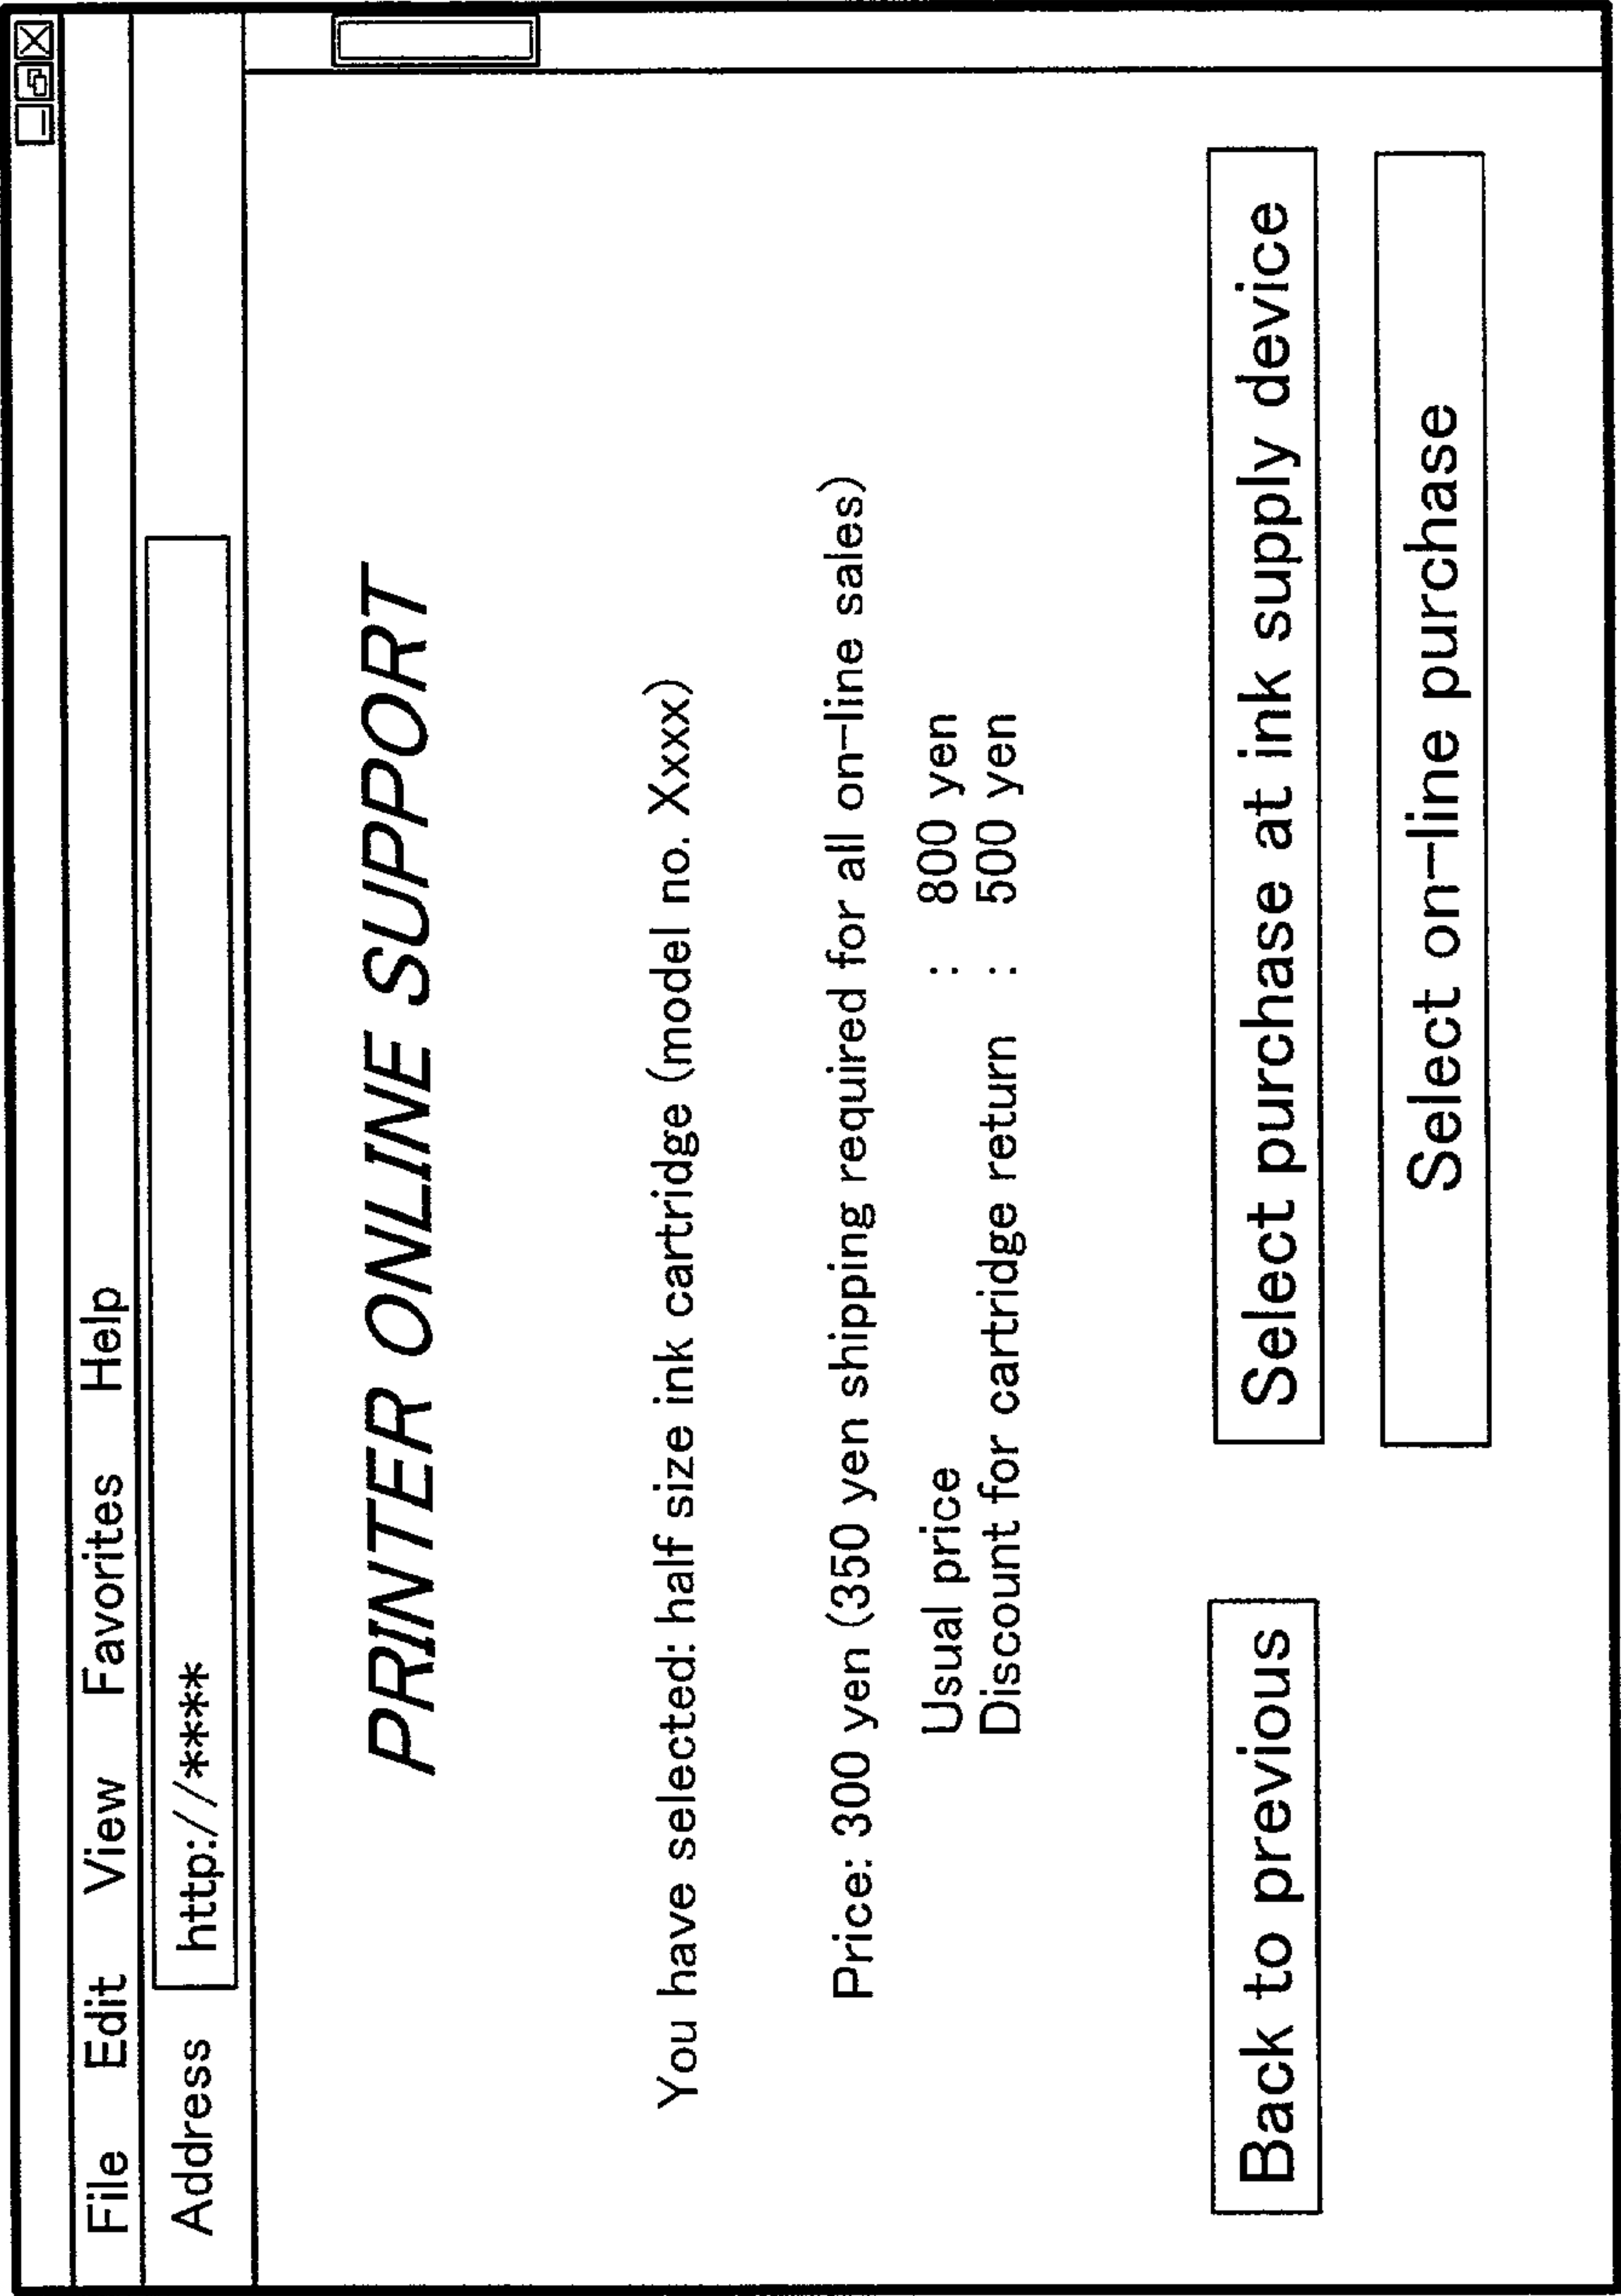 File Edit View Favorites Help
Address http://****
PRINTER ONLINE SUPPORT
You have selected: half size ink cartridge (model no. Xxxx)
Price: 300 yen (350 yen shipping required for all on-line sales)
Usual price : 800 yen
Discount for cartridge return : 500 yen
Back to previous Select purchase at ink supply device
Select on-line purchase